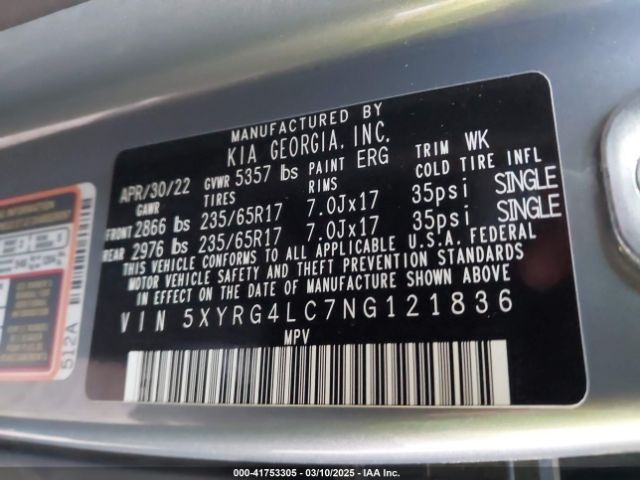 MANUFACTURED BY
KIA GEORGIA, INC.
APR/30/22 GVWR 5357 lbs PAINT ERG TRIM WK
GAWR TIRES RIMS COLD TIRE INFL
FRONT 2866 lbs 235/65R17 7.0Jx17 35psi SINGLE
REAR 2976 lbs 235/65R17 7.0Jx17 35psi SINGLE
THIS VEHICLE CONFORMS TO ALL APPLICABLE U.S.A. FEDERAL
MOTOR VEHICLE SAFETY AND THEFT PREVENTION STANDARDS
IN EFFECT ON THE DATE OF MANUFACTURE SHOWN ABOVE
VIN 5XYRG4LC7NG121836
MPV
512A
000-41753305 - 03/10/2025 - IAA Inc.